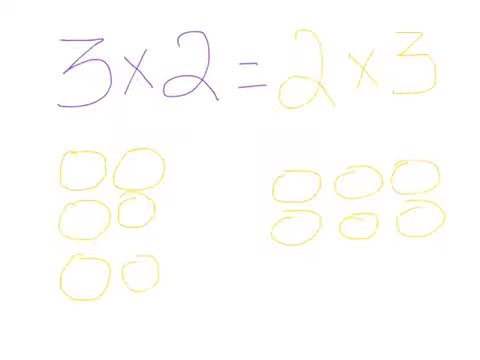 3 × 2 = 2 × 3